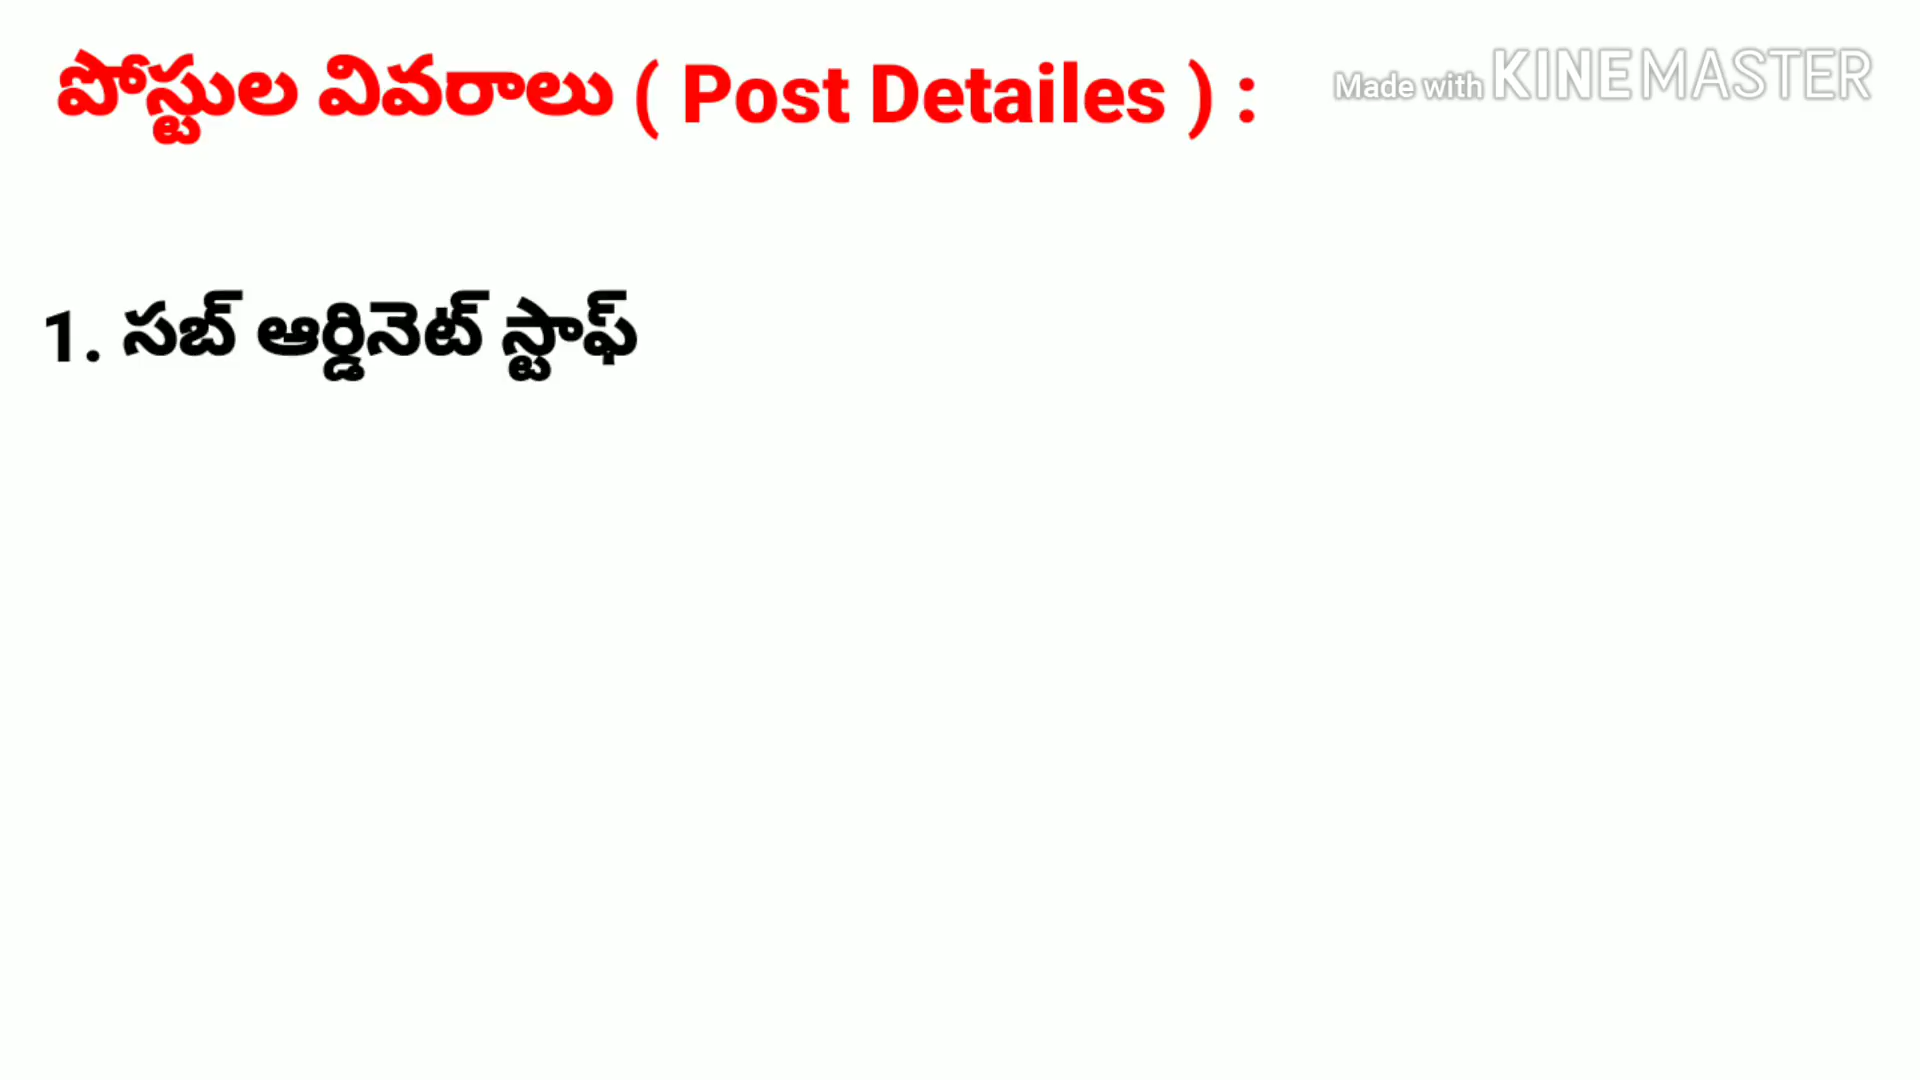 పోస్టుల వివరాలు ( Post Detailes ) :
Made with KINEMASTER
1. సబ్ ఆర్డినెట్ స్టాఫ్